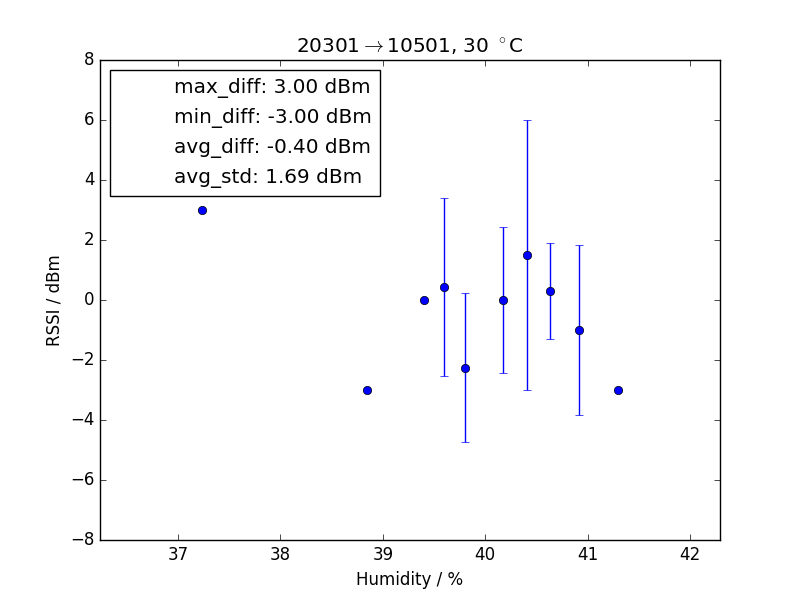 20301→10501, 30 °C
max_diff: 3.00 dBm
min_diff: -3.00 dBm
avg_diff: -0.40 dBm
avg_std: 1.69 dBm
8
6
4
2
0
−2
−4
−6
−8
RSSI / dBm
37 38 39 40 41 42
Humidity / %